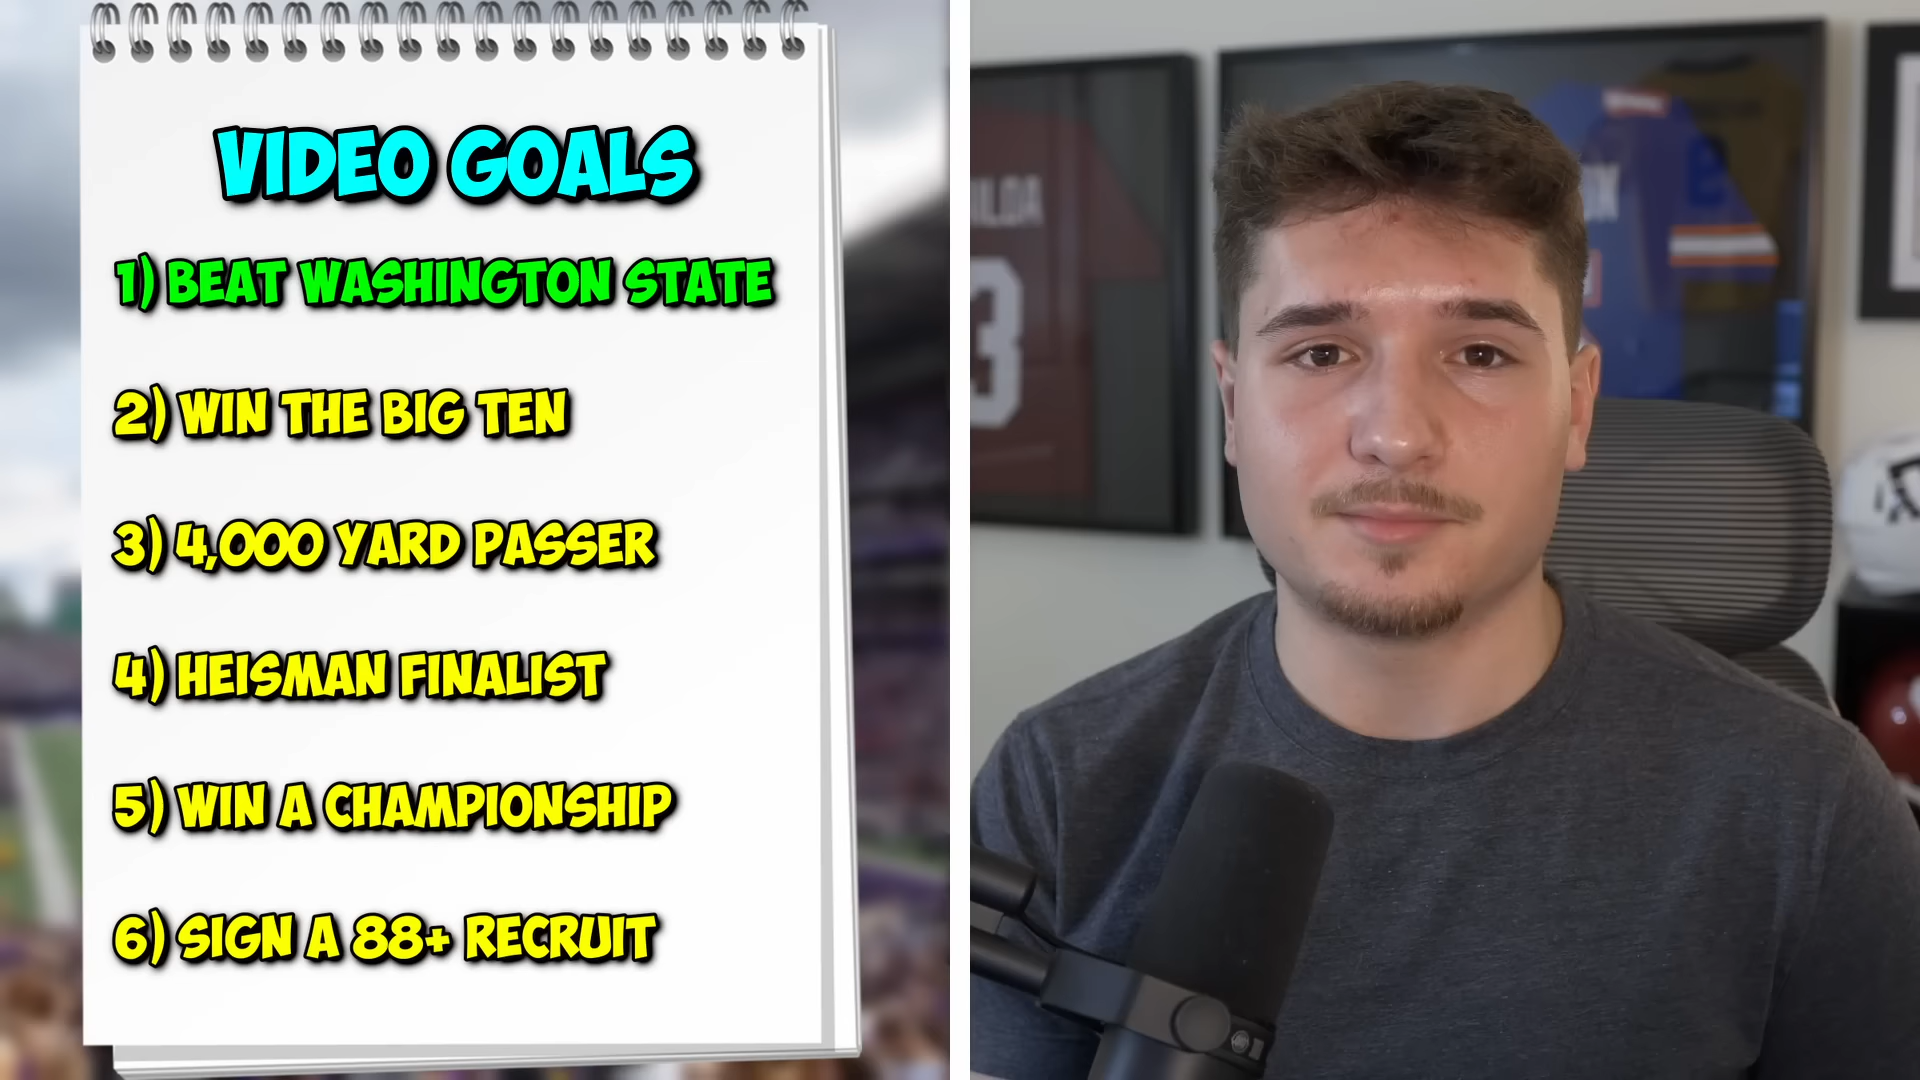 VIDEO GOALS
1) BEAT WASHINGTON STATE
2) WIN THE BIG TEN
3) 4,000 YARD PASSER
4) HEISMAN FINALIST
5) WIN A CHAMPIONSHIP
6) SIGN A 88+ RECRUIT
3